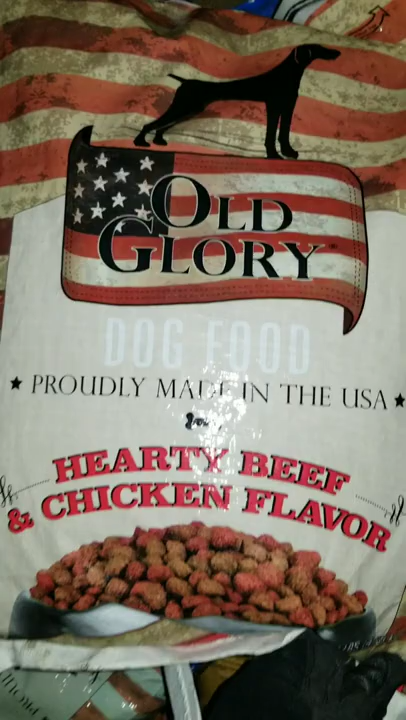 OLD
GLORY®
DOG FOOD
★ PROUDLY MADE IN THE USA ★
HEARTY BEEF
& CHICKEN FLAVOR